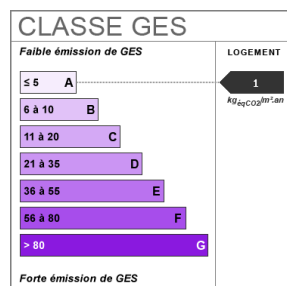 CLASSE GES
Faible émission de GES
LOGEMENT
≤ 5 A
1
kgéqCO2/m².an
6 à 10 B
11 à 20 C
21 à 35 D
36 à 55 E
56 à 80 F
> 80 G
Forte émission de GES